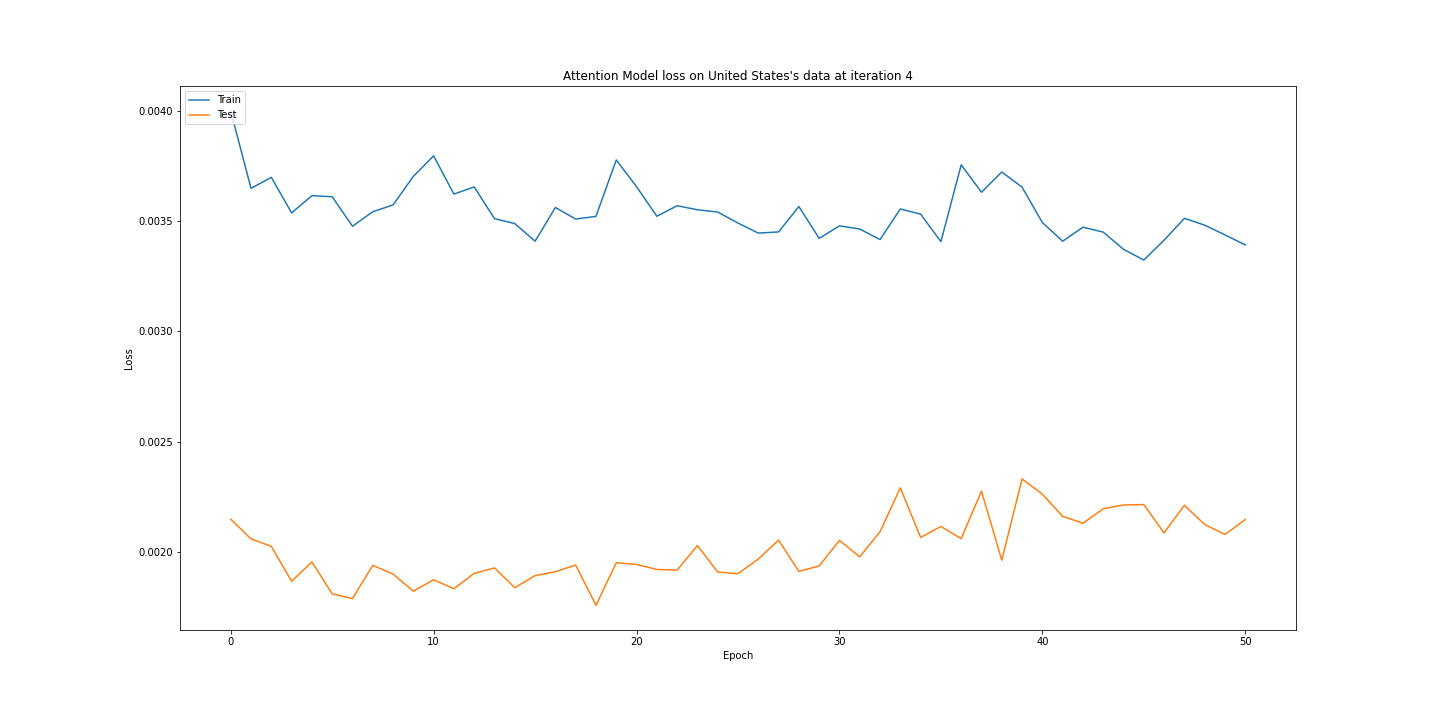 Attention Model loss on United States's data at iteration 4
Train
Test
0.0040
0.0035
0.0030
0.0025
0.0020
Loss
0 10 20 30 40 50
Epoch